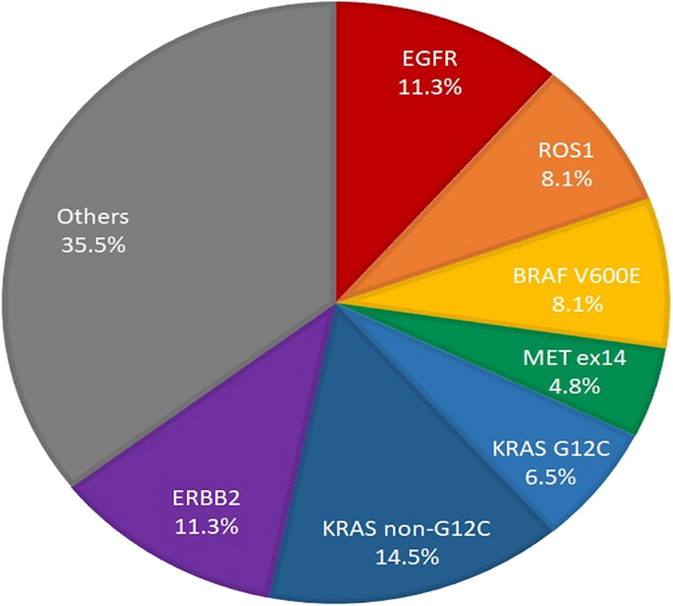 EGFR
11.3%
ROS1
8.1%
BRAF V600E
8.1%
MET ex14
4.8%
KRAS G12C
6.5%
KRAS non-G12C
14.5%
ERBB2
11.3%
Others
35.5%